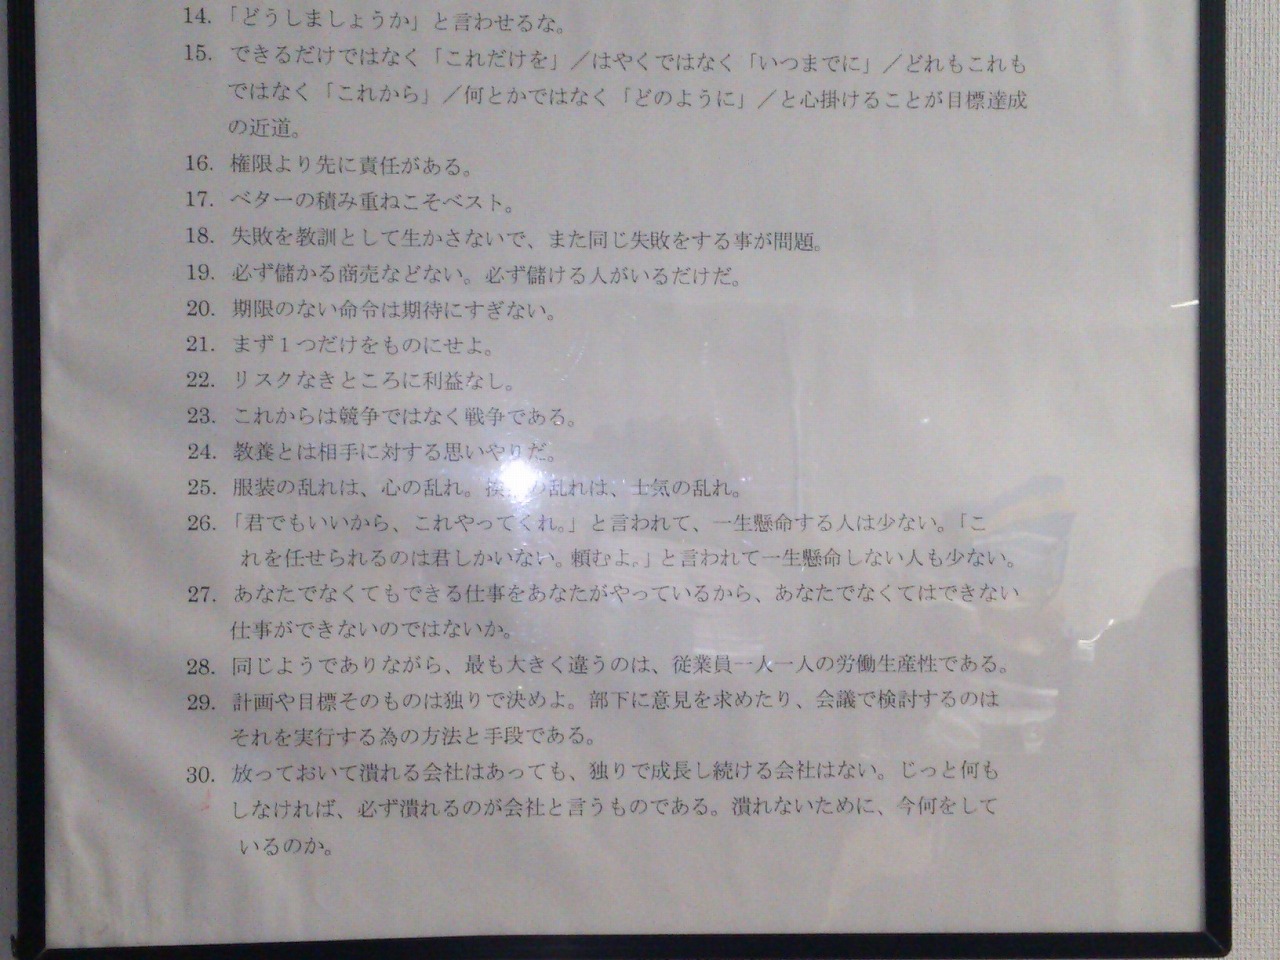 14. 「どうしましょうか」と言わせるな。
15. できるだけではなく「これだけを」／はやくではなく「いつまでに」／どれもこれも
ではなく「これから」／何とかではなく「どのように」／と心掛けることが目標達成
の近道。
16. 権限より先に責任がある。
17. ベターの積み重ねこそベスト。
18. 失敗を教訓として生かさないで、また同じ失敗をする事が問題。
19. 必ず儲かる商売などない。必ず儲ける人がいるだけだ。
20. 期限のない命令は期待にすぎない。
21. まず１つだけをものにせよ。
22. リスクなきところに利益なし。
23. これからは競争ではなく戦争である。
24. 教養とは相手に対する思いやりだ。
25. 服装の乱れは、心の乱れ。の乱れは、士気の乱れ。
26. 「君でもいいから、これやってくれ。」と言われて、一生懸命する人は少ない。「こ
れを任せられるのは君しかいない。頼むよ。」と言われて一生懸命しない人も少ない。
27. あなたでなくてもできる仕事をあなたがやっているから、あなたでなくてはできない
仕事ができないのではないか。
28. 同じようでありながら、最も大きく違うのは、従業員一人一人の労働生産性である。
29. 計画や目標そのものは独りで決めよ。部下に意見を求めたり、会議で検討するのは
それを実行する為の方法と手段である。
30. 放っておいて潰れる会社はあっても、独りで成長し続ける会社はない。じっと何も
しなければ、必ず潰れるのが会社と言うものである。潰れないために、今何をして
いるのか。